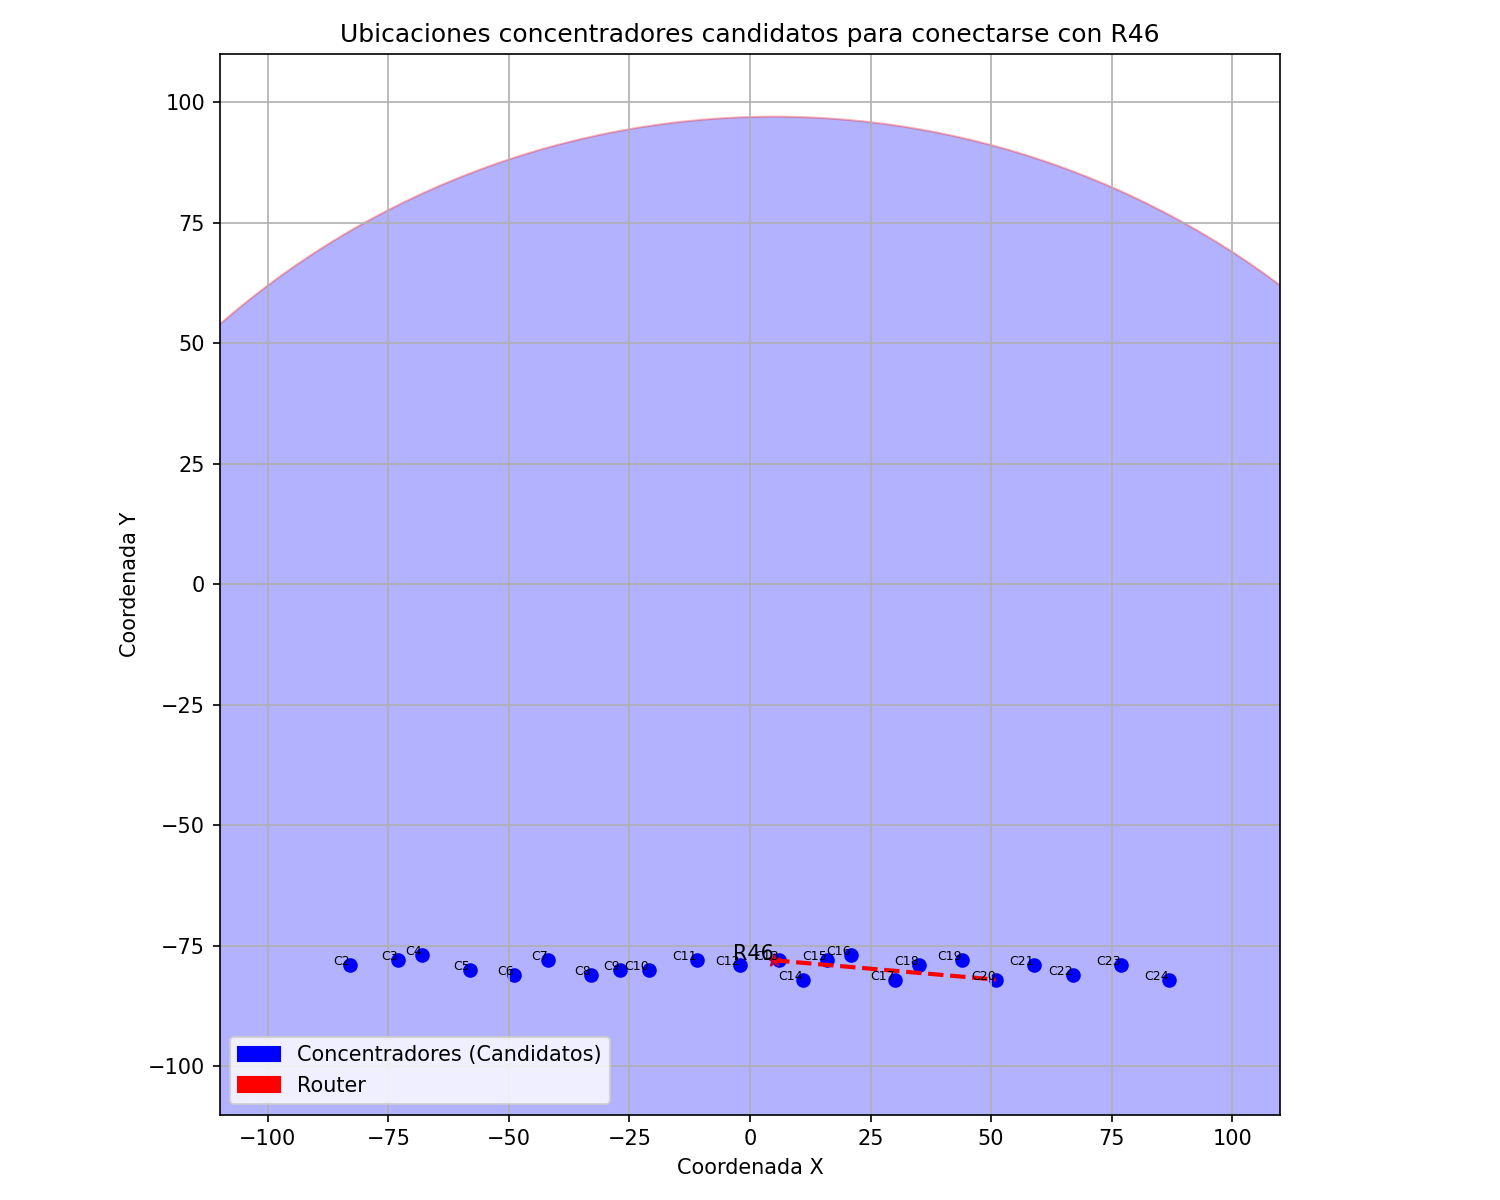 Ubicaciones concentradores candidatos para conectarse con R46
100
75
50
25
0
−25
−50
−75
−100
Coordenada Y
C2
C3
C4
C5
C6
C7
C8
C9
C10
C11
C12
R46
C14
C15
C16
C17
C18
C19
C20
C21
C22
C23
C24
Concentradores (Candidatos)
Router
−100
−75
−50
−25
0
25
50
75
100
Coordenada X